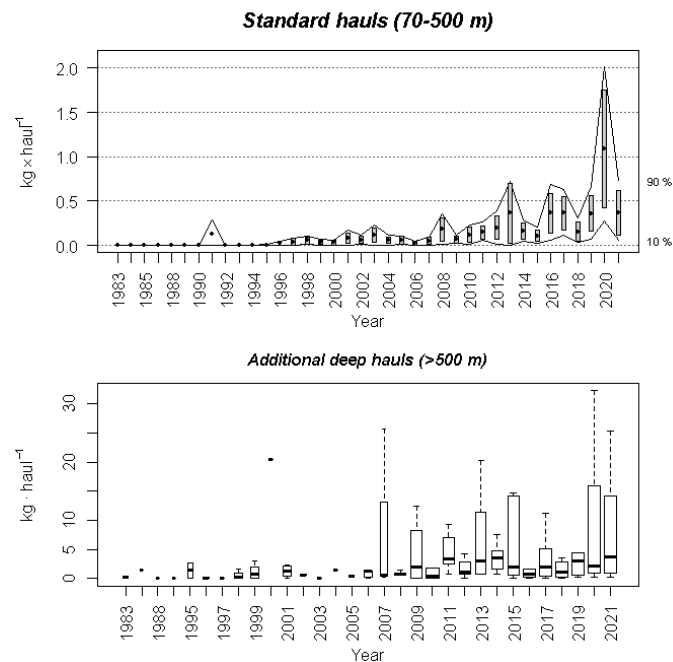 Standard hauls (70-500 m)
2.0
1.5
1.0
0.5
0.0
kg × haul⁻¹
90 %
10 %
1983 1985 1988 1990 1992 1994 1996 1998 2000 2002 2004 2006 2008 2010 2012 2014 2016 2018 2020
Year
Additional deep hauls (>500 m)
30
20
10
5
0
kg · haul⁻¹
1983 1988 1995 1997 1999 2001 2003 2005 2007 2009 2011 2013 2015 2017 2019 2021
Year